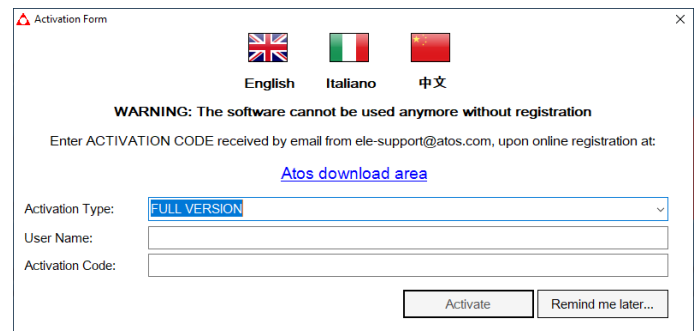 Activation Form
English Italiano 中文
WARNING: The software cannot be used anymore without registration
Enter ACTIVATION CODE received by email from ele-support@atos.com, upon online registration at:
Atos download area
Activation Type: FULL VERSION
User Name:
Activation Code:
Activate Remind me later...